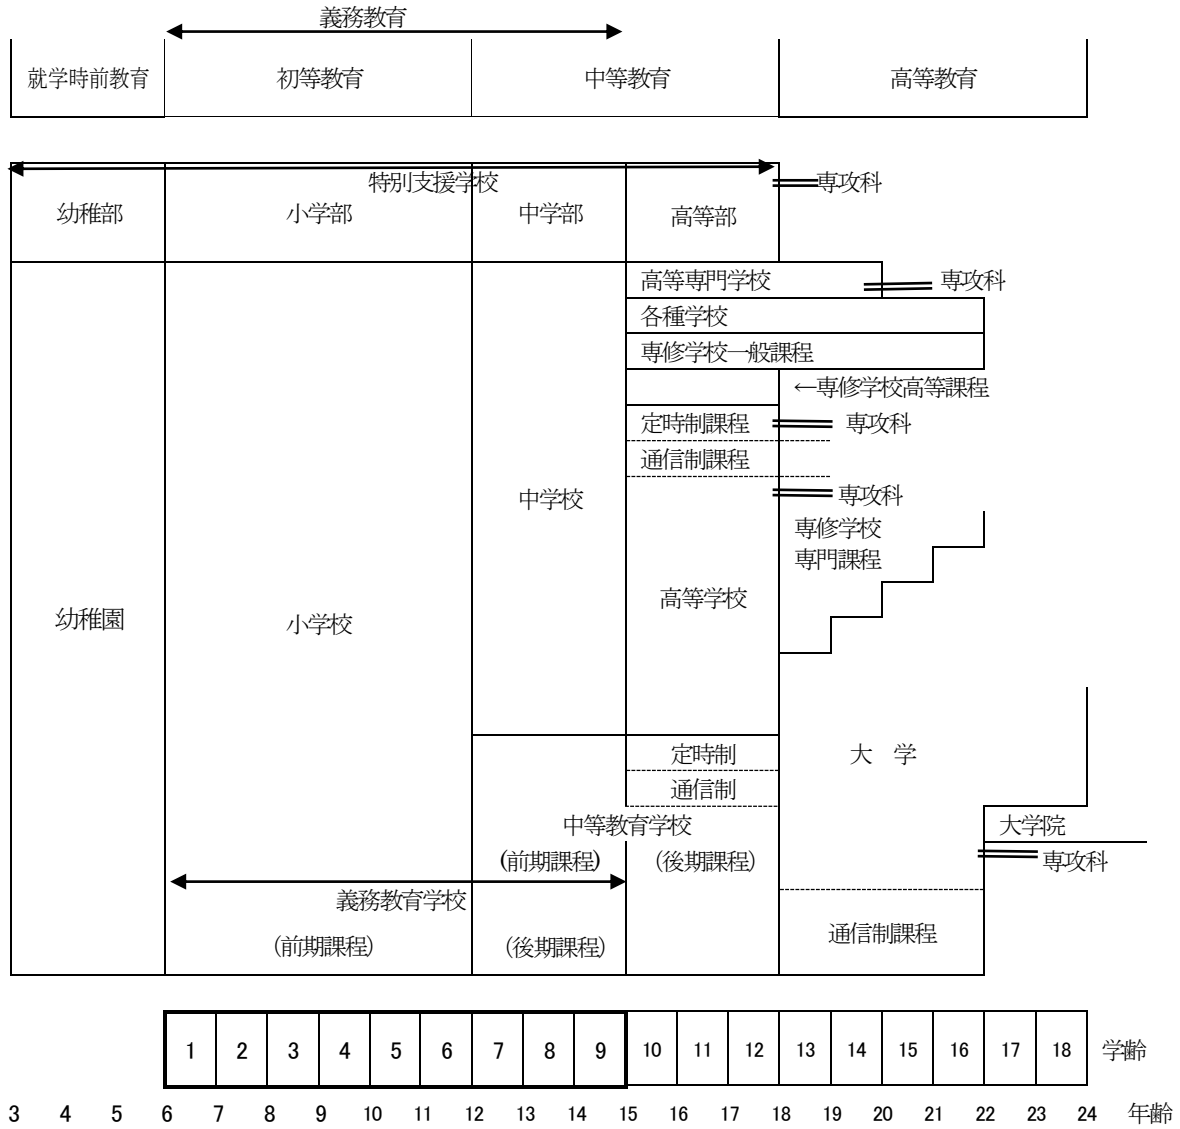 義務教育
就学時前教育 初等教育 中等教育 高等教育
特別支援学校 専攻科
幼稚部 小学部 中学部 高等部
高等専門学校 専攻科
各種学校
専修学校一般課程
←専修学校高等課程
定時制課程 専攻科
通信制課程
中学校 専攻科
専修学校
専門課程
高等学校
幼稚園 小学校
定時制 大 学
通信制
中等教育学校 大学院
(前期課程) (後期課程) 専攻科
義務教育学校
(前期課程) (後期課程) 通信制課程
1 2 3 4 5 6 7 8 9 10 11 12 13 14 15 16 17 18 学齢
3 4 5 6 7 8 9 10 11 12 13 14 15 16 17 18 19 20 21 22 23 24 年齢